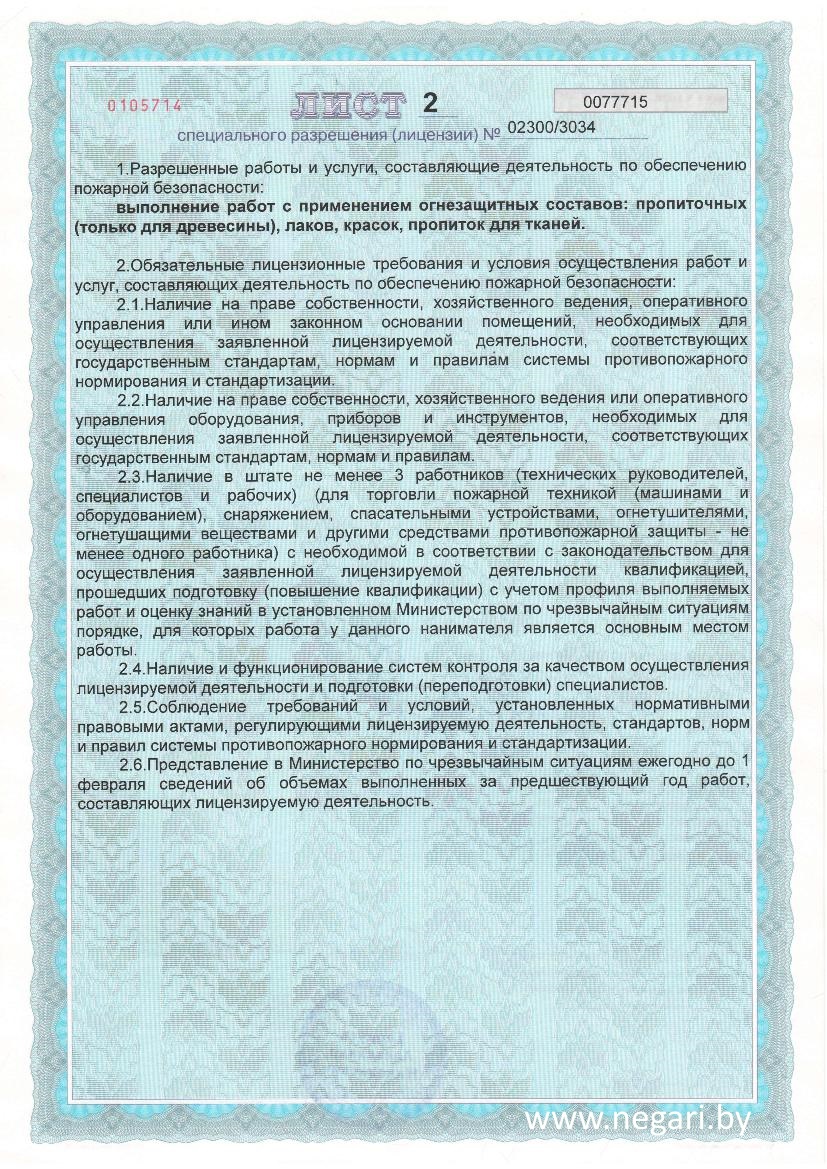 0105714
ЛИСТ 2
0077715
специального разрешения (лицензии) № 02300/3034
1.Разрешенные работы и услуги, составляющие деятельность по обеспечению
пожарной безопасности:
выполнение работ с применением огнезащитных составов: пропиточных
(только для древесины), лаков, красок, пропиток для тканей.
2.Обязательные лицензионные требования и условия осуществления работ и
услуг, составляющих деятельность по обеспечению пожарной безопасности:
2.1.Наличие на праве собственности, хозяйственного ведения, оперативного
управления или ином законном основании помещений, необходимых для
осуществления заявленной лицензируемой деятельности, соответствующих
государственным стандартам, нормам и правилам системы противопожарного
нормирования и стандартизации.
2.2.Наличие на праве собственности, хозяйственного ведения или оперативного
управления оборудования, приборов и инструментов, необходимых для
осуществления заявленной лицензируемой деятельности, соответствующих
государственным стандартам, нормам и правилам.
2.3.Наличие в штате не менее 3 работников (технических руководителей,
специалистов и рабочих) (для торговли пожарной техникой (машинами и
оборудованием), снаряжением, спасательными устройствами, огнетушителями,
огнетушащими веществами и другими средствами противопожарной защиты - не
менее одного работника) с необходимой в соответствии с законодательством для
осуществления заявленной лицензируемой деятельности квалификацией,
прошедших подготовку (повышение квалификации) с учетом профиля выполняемых
работ и оценку знаний в установленном Министерством по чрезвычайным ситуациям
порядке, для которых работа у данного нанимателя является основным местом
работы.
2.4.Наличие и функционирование систем контроля за качеством осуществления
лицензируемой деятельности и подготовки (переподготовки) специалистов.
2.5.Соблюдение требований и условий, установленных нормативными
правовыми актами, регулирующими лицензируемую деятельность, стандартов, норм
и правил системы противопожарного нормирования и стандартизации.
2.6.Представление в Министерство по чрезвычайным ситуациям ежегодно до 1
февраля сведений об объемах выполненных за предшествующий год работ,
составляющих лицензируемую деятельность.
www.negari.by